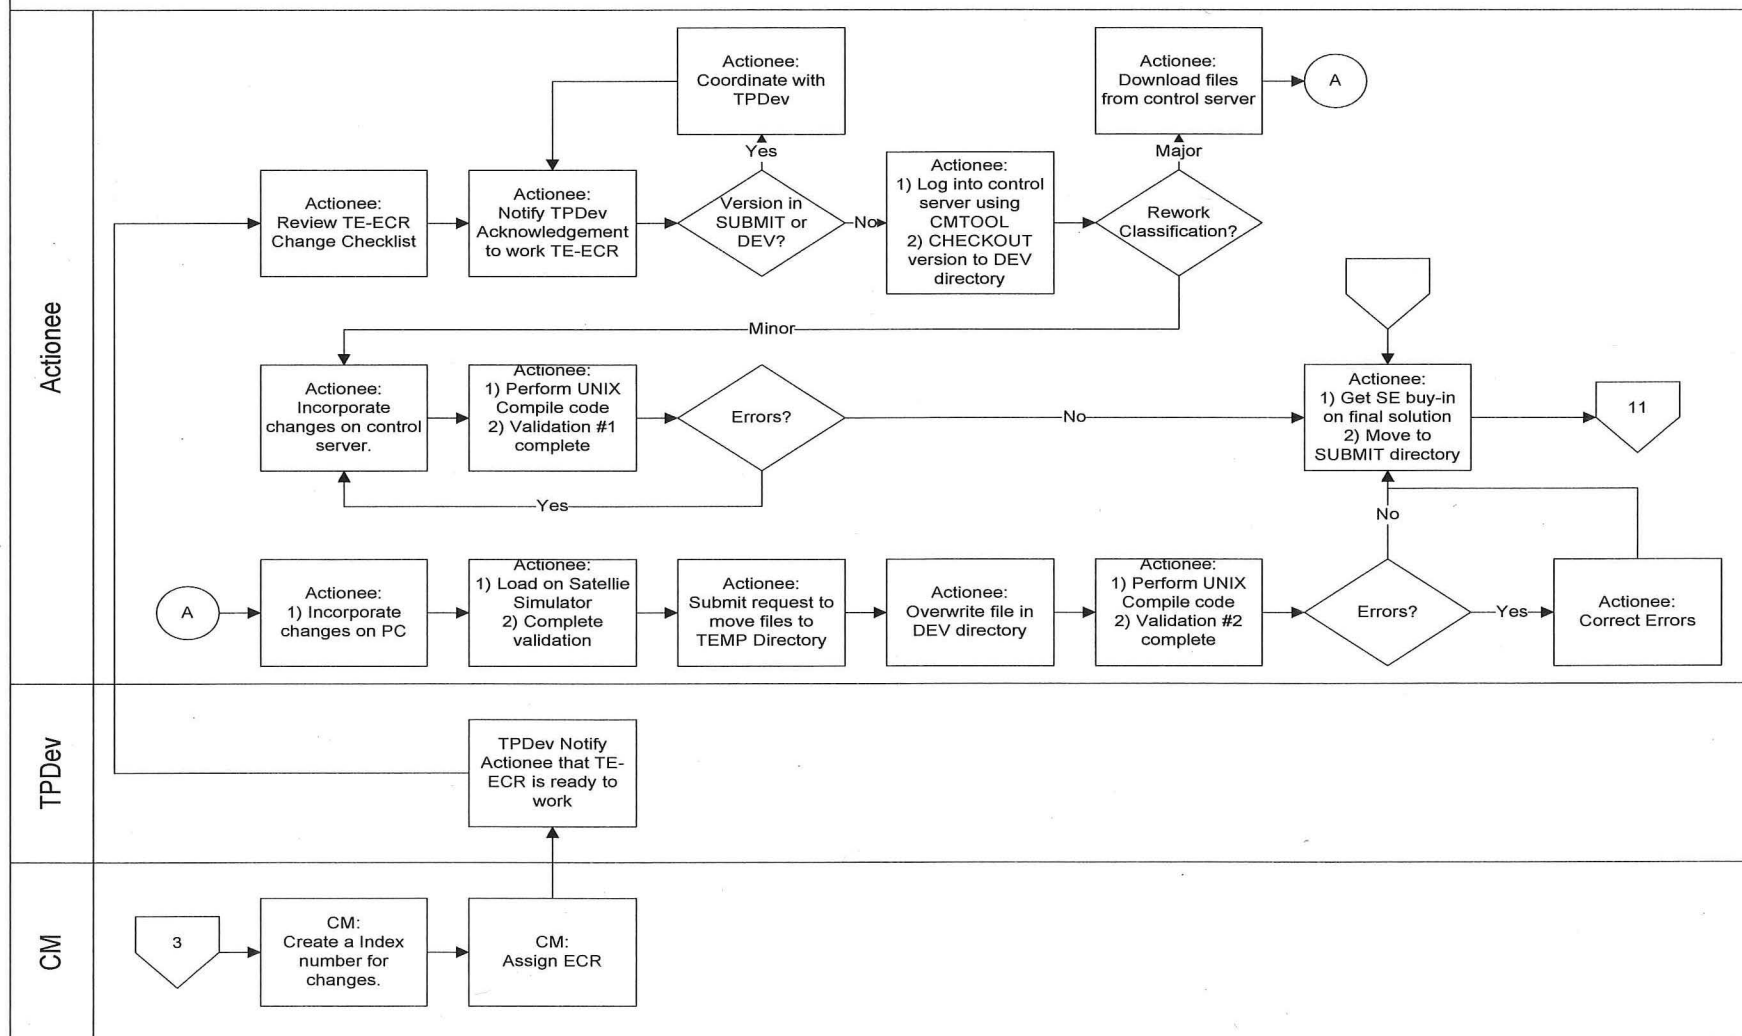 Actionee
Actionee:
Coordinate with
TPDev
Actionee:
Download files
from control server
A
Yes
Major
Actionee:
Review TE-ECR
Change Checklist
Actionee:
Notify TPDev
Acknowledgement
to work TE-ECR
Version in
SUBMIT or
DEV?
No
Actionee:
1) Log into control
server using
CMTOOL
2) CHECKOUT
version to DEV
directory
Rework
Classification?
Minor
Actionee:
Incorporate
changes on control
server.
Actionee:
1) Perform UNIX
Compile code
2) Validation #1
complete
Errors?
No
Actionee:
1) Get SE buy-in
on final solution
2) Move to
SUBMIT directory
11
Yes
No
A
Actionee:
1) Incorporate
changes on PC
Actionee:
1) Load on Satellie
Simulator
2) Complete
validation
Actionee:
Submit request to
move files to
TEMP Directory
Actionee:
Overwrite file in
DEV directory
Actionee:
1) Perform UNIX
Compile code
2) Validation #2
complete
Errors?
Yes
Actionee:
Correct Errors
TPDev
TPDev Notify
Actionee that TE-
ECR is ready to
work
CM
3
CM:
Create a Index
number for
changes.
CM:
Assign ECR